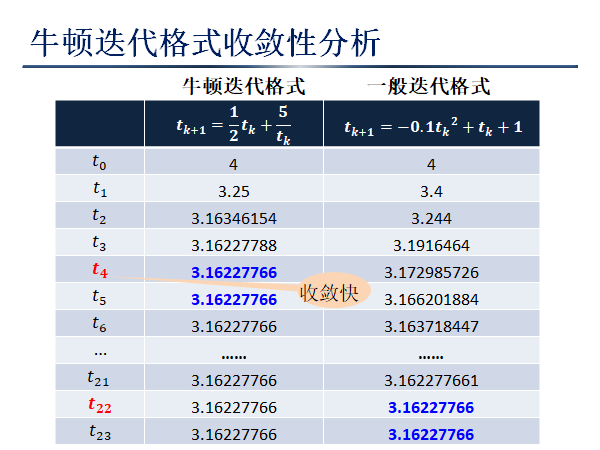 牛顿迭代格式收敛性分析
牛顿迭代格式 一般迭代格式
t_{k+1} = \frac{1}{2}t_k + \frac{5}{t_k} t_{k+1} = −0.1t_k² + t_k + 1
t_0 4 4
t_1 3.25 3.4
t_2 3.16346154 3.244
t_3 3.16227788 3.1916464
t_4 3.16227766 3.172985726
收敛快
t_5 3.16227766 3.166201884
t_6 3.16227766 3.163718447
... …… ……
t_{21} 3.16227766 3.162277661
t_{22} 3.16227766 3.16227766
t_{23} 3.16227766 3.16227766